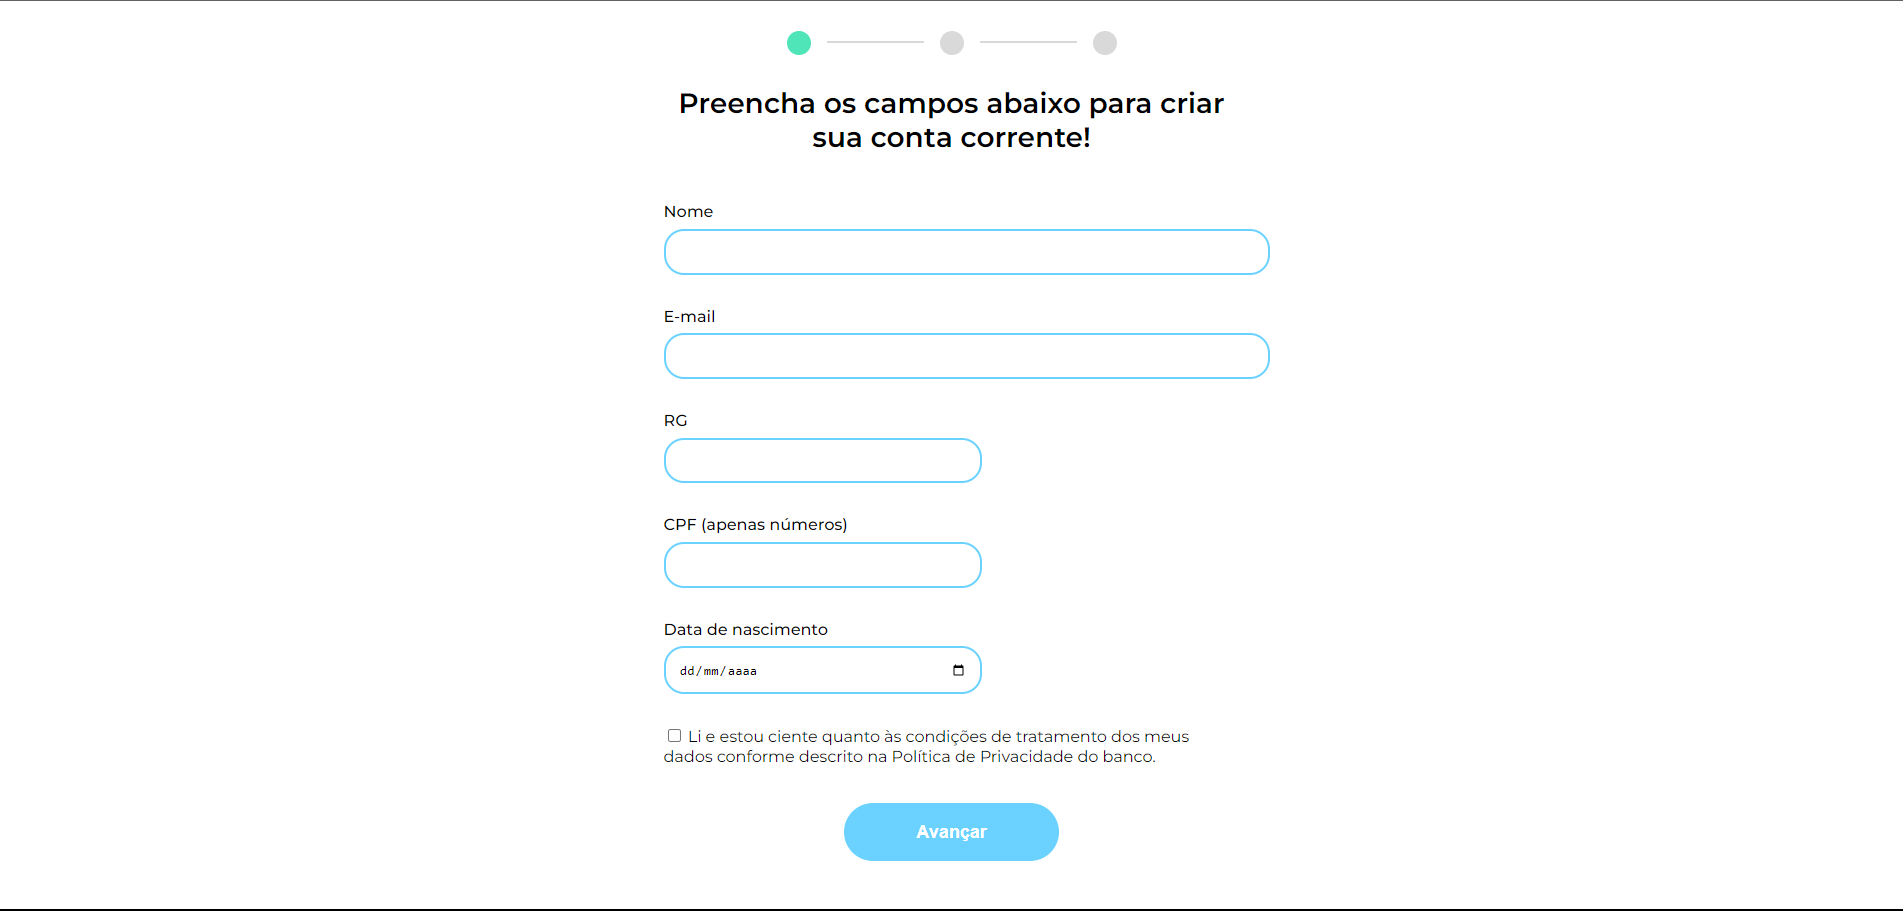 Preencha os campos abaixo para criar
sua conta corrente!
Nome
E-mail
RG
CPF (apenas números)
Data de nascimento
dd/mm/aaaa
Li e estou ciente quanto às condições de tratamento dos meus
dados conforme descrito na Política de Privacidade do banco.
Avançar